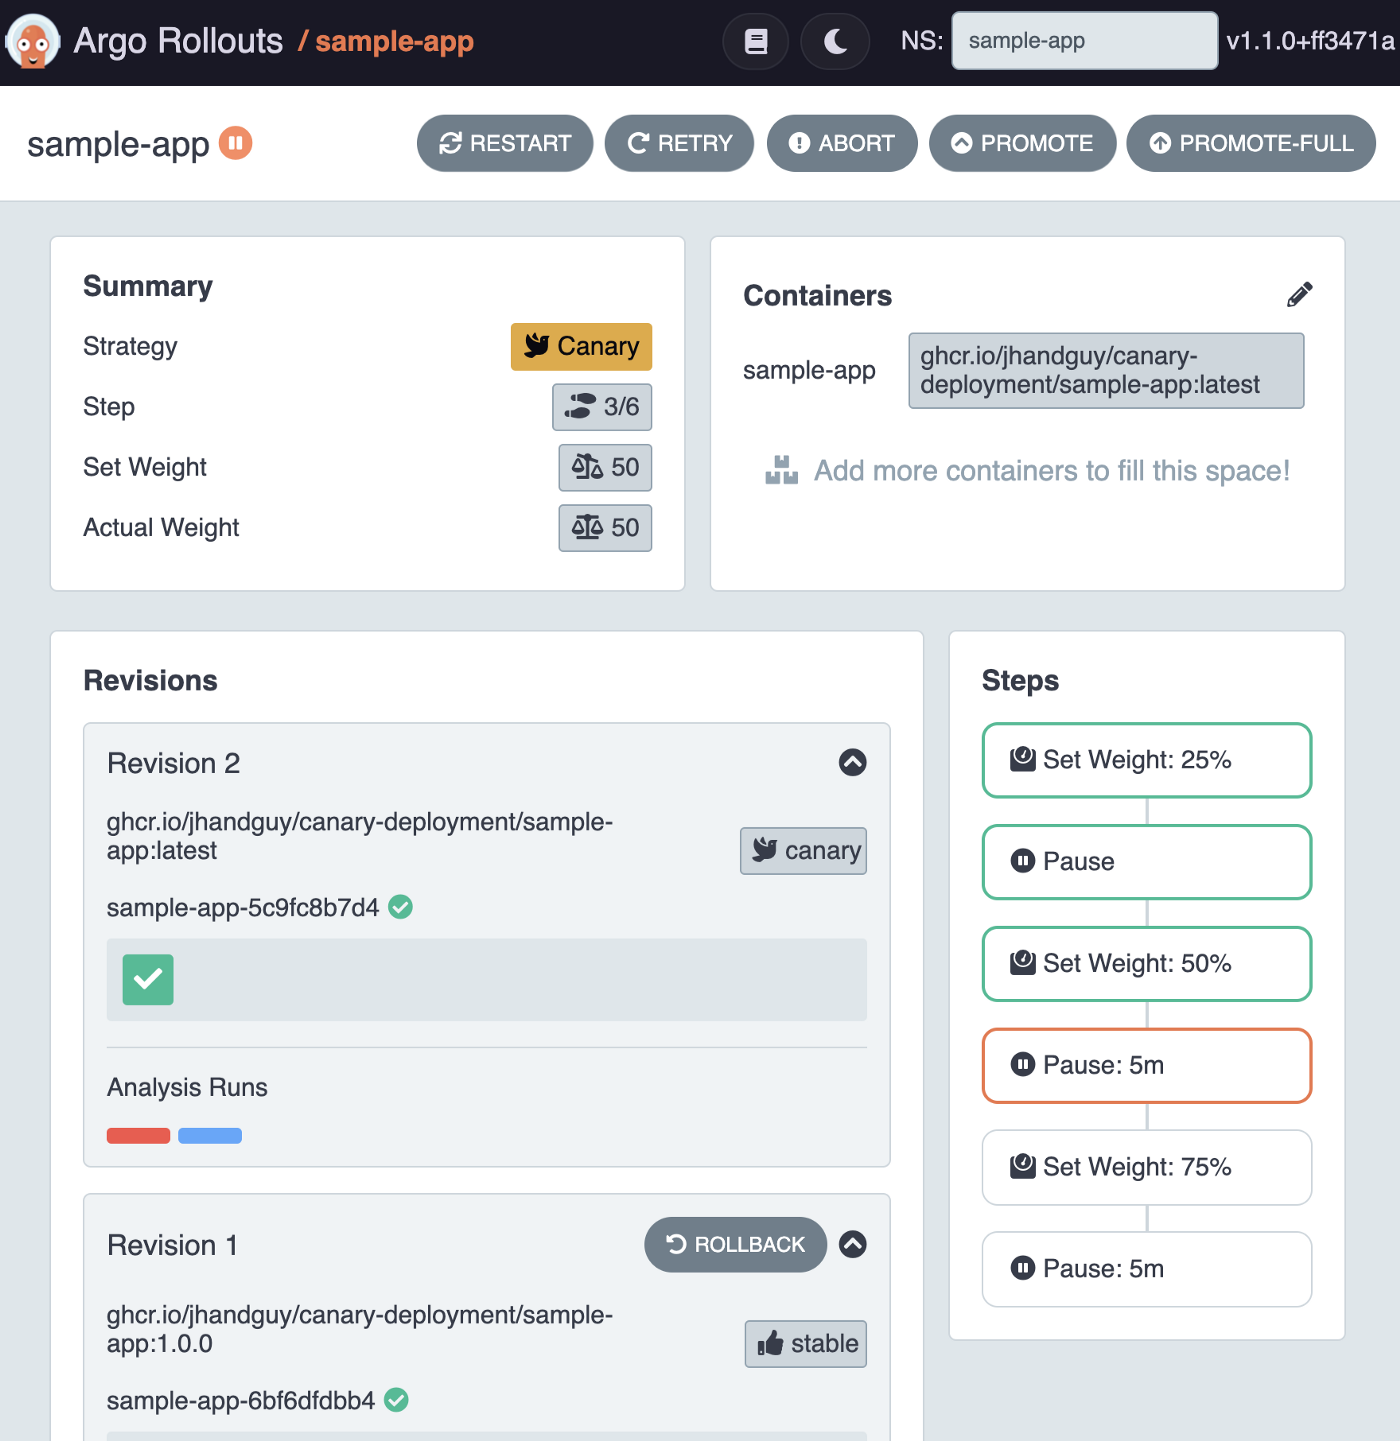 Argo Rollouts / sample-app NS: sample-app v1.1.0+ff3471a
sample-app RESTART RETRY ABORT PROMOTE PROMOTE-FULL
Summary
Strategy Canary
Step 3/6
Set Weight 50
Actual Weight 50
Containers
sample-app
ghcr.io/jhandguy/canary-
deployment/sample-app:latest
Add more containers to fill this space!
Revisions
Revision 2
ghcr.io/jhandguy/canary-deployment/sample-
app:latest
canary
sample-app-5c9fc8b7d4
Analysis Runs
Revision 1 ROLLBACK
ghcr.io/jhandguy/canary-deployment/sample-
app:1.0.0
stable
sample-app-6bf6dfdbb4
Steps
Set Weight: 25%
Pause
Set Weight: 50%
Pause: 5m
Set Weight: 75%
Pause: 5m